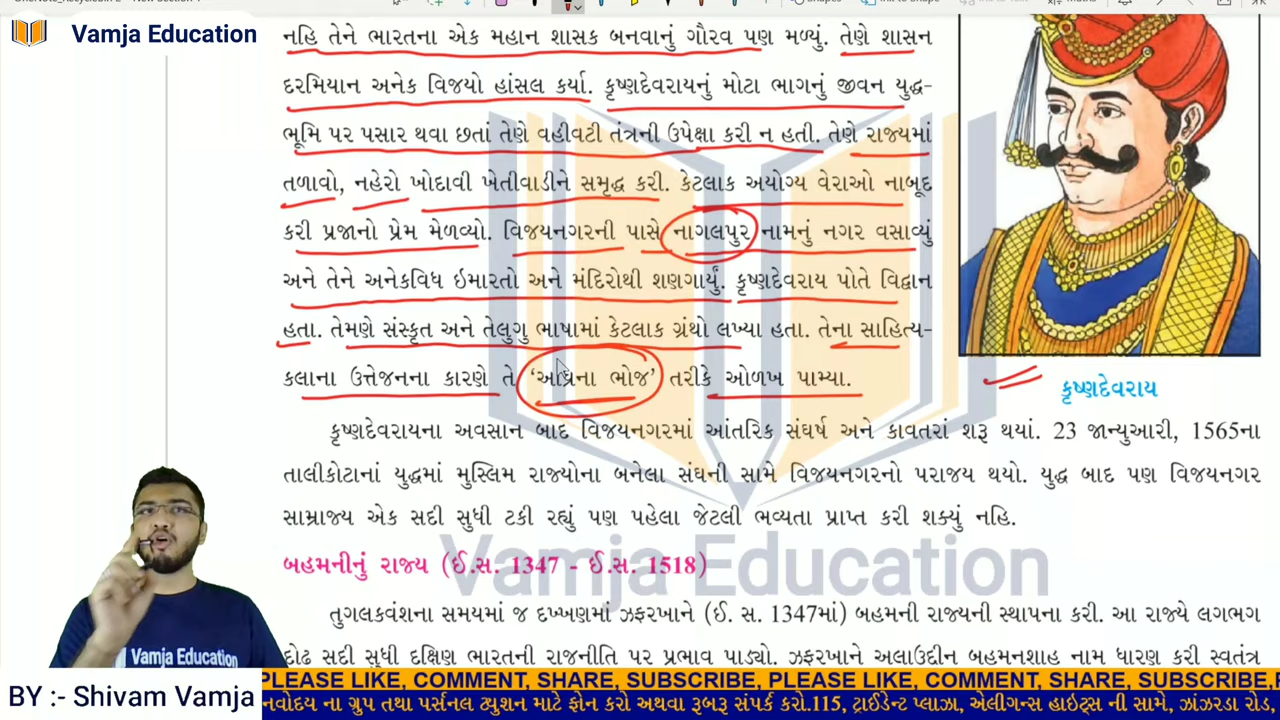 Vamja Education
નહિ તેને ભારતના એક મહાન શાસક બનવાનું ગૌરવ પણ મળ્યું. તેણે શાસન
દરમિયાન અનેક વિજયો હાંસલ કર્યા. કૃષ્ણદેવરાયનું મોટા ભાગનું જીવન યુદ્ધ-
ભૂમિ પર પસાર થવા છતાં તેણે વહીવટી તંત્રની ઉપેક્ષા કરી ન હતી. તેણે રાજ્યમાં
તળાવો, નહેરો ખોદાવી ખેતીવાડીને સમૃદ્ધ કરી. કેટલાક અયોગ્ય વેરાઓ નાબૂદ
કરી પ્રજાનો પ્રેમ મેળવ્યો. વિજયનગરની પાસે નાગલપુર નામનું નગર વસાવ્યું
અને તેને અનેકવિધ ઇમારતો અને મંદિરોથી શણગાર્યું. કૃષ્ણદેવરાય પોતે વિદ્વાન
હતા. તેમણે સંસ્કૃત અને તેલુગુ ભાષામાં કેટલાક ગ્રંથો લખ્યા હતા. તેના સાહિત્ય-
કલાના ઉત્તેજનના કારણે તે ‘આંધ્રના ભોજ’ તરીકે ઓળખ પામ્યા.
કૃષ્ણદેવરાય
કૃષ્ણદેવરાયના અવસાન બાદ વિજયનગરમાં આંતરિક સંઘર્ષ અને કાવતરાં શરૂ થયાં. 23 જાન્યુઆરી, 1565ના
તાલીકોટાનાં યુદ્ધમાં મુસ્લિમ રાજ્યોના બનેલા સંઘની સામે વિજયનગરનો પરાજય થયો. યુદ્ધ બાદ પણ વિજયનગર
સામ્રાજ્ય એક સદી સુધી ટકી રહ્યું પણ પહેલા જેટલી ભવ્યતા પ્રાપ્ત કરી શક્યું નહિ.
Vamja Education
બહમનીનું રાજ્ય (ઈ.સ. 1347 - ઈ.સ. 1518)
તુગલકવંશના સમયમાં જ દખ્ખણમાં ઝફરખાને (ઈ. સ. 1347માં) બહમની રાજ્યની સ્થાપના કરી. આ રાજ્યે લગભગ
દોઢ સદી સુધી દક્ષિણ ભારતની રાજનીતિ પર પ્રભાવ પાડ્યો. ઝફરખાને અલાઉદ્દીન બહમનશાહ નામ ધારણ કરી સ્વતંત્ર
Vamja Education
BY :- Shivam Vamja
PLEASE LIKE, COMMENT, SHARE, SUBSCRIBE, PLEASE LIKE, COMMENT, SHARE, SUBSCRIBE,
નવોદય ના ગ્રુપ તથા પર્સનલ ટ્યુશન માટે ફોન કરો અથવા રૂબરૂ સંપર્ક કરો.115, ટ્રાઈડેન્ટ પ્લાઝા, એલીગન્સ હાઇટ્સ ની સામે, ઝાંઝરડા રોડ,